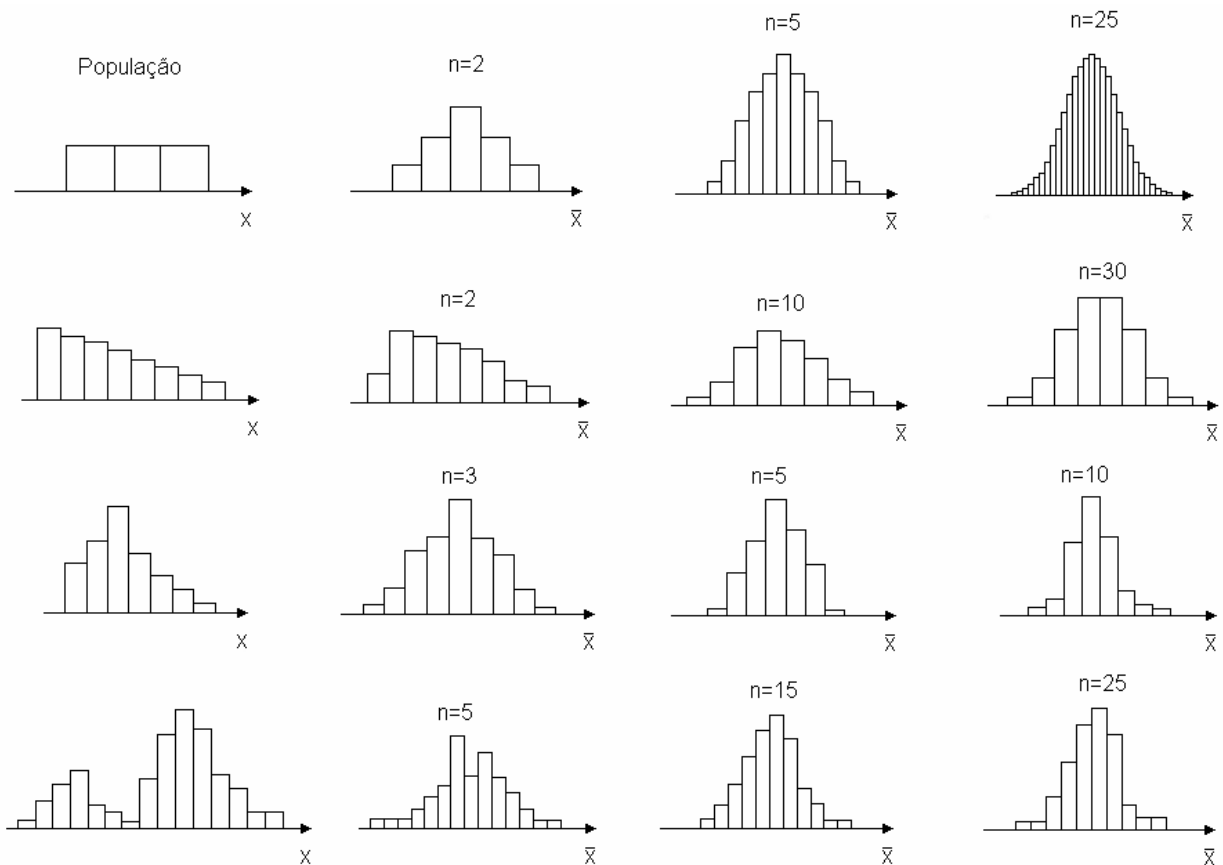 População
n=2
n=5
n=25
x
x̄
x̄
x̄
n=2
n=10
n=30
x
x̄
x̄
x̄
n=3
n=5
n=10
x
x̄
x̄
x̄
n=5
n=15
n=25
x
x̄
x̄
x̄